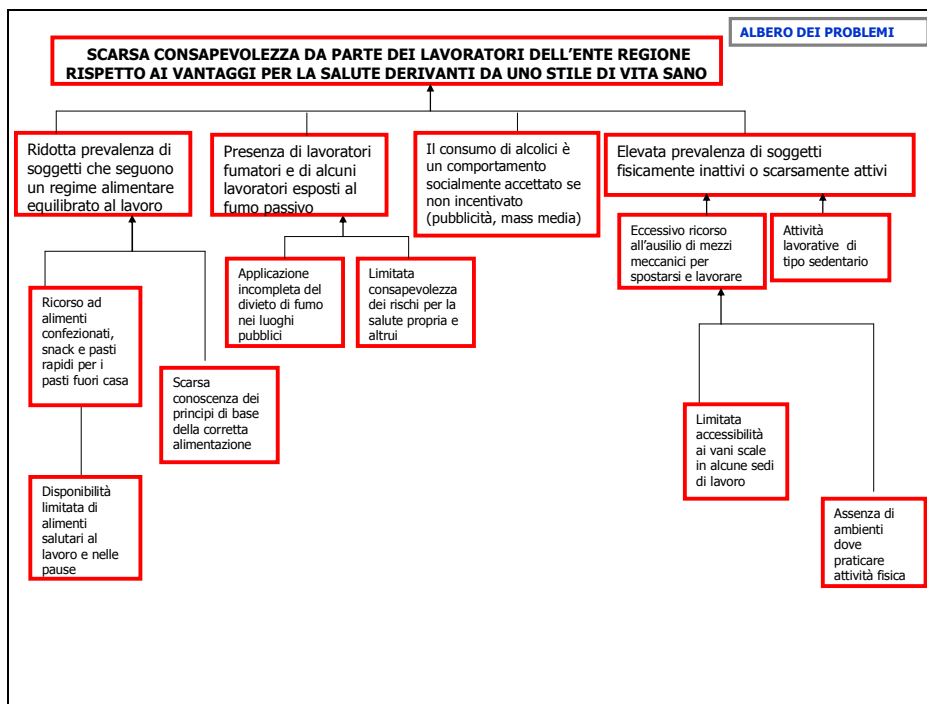 ALBERO DEI PROBLEMI
SCARSA CONSAPEVOLEZZA DA PARTE DEI LAVORATORI DELL’ENTE REGIONE
RISPETTO AI VANTAGGI PER LA SALUTE DERIVANTI DA UNO STILE DI VITA SANO
Ridotta prevalenza di
soggetti che seguono
un regime alimentare
equilibrato al lavoro
Presenza di lavoratori
fumatori e di alcuni
lavoratori esposti al
fumo passivo
Il consumo di alcolici è
un comportamento
socialmente accettato se
non incentivato
(pubblicità, mass media)
Elevata prevalenza di soggetti
fisicamente inattivi o scarsamente attivi
Ricorso ad
alimenti
confezionati,
snack e pasti
rapidi per i
pasti fuori casa
Scarsa
conoscenza dei
principi di base
della corretta
alimentazione
Applicazione
incompleta del
divieto di fumo
nei luoghi
pubblici
Limitata
consapevolezza
dei rischi per la
salute propria e
altrui
Eccessivo ricorso
all’ausilio di mezzi
meccanici per
spostarsi e lavorare
Attività
lavorative di
tipo sedentario
Disponibilità
limitata di
alimenti
salutari al
lavoro e nelle
pause
Limitata
accessibilità
ai vani scale
in alcune sedi
di lavoro
Assenza di
ambienti
dove
praticare
attività fisica